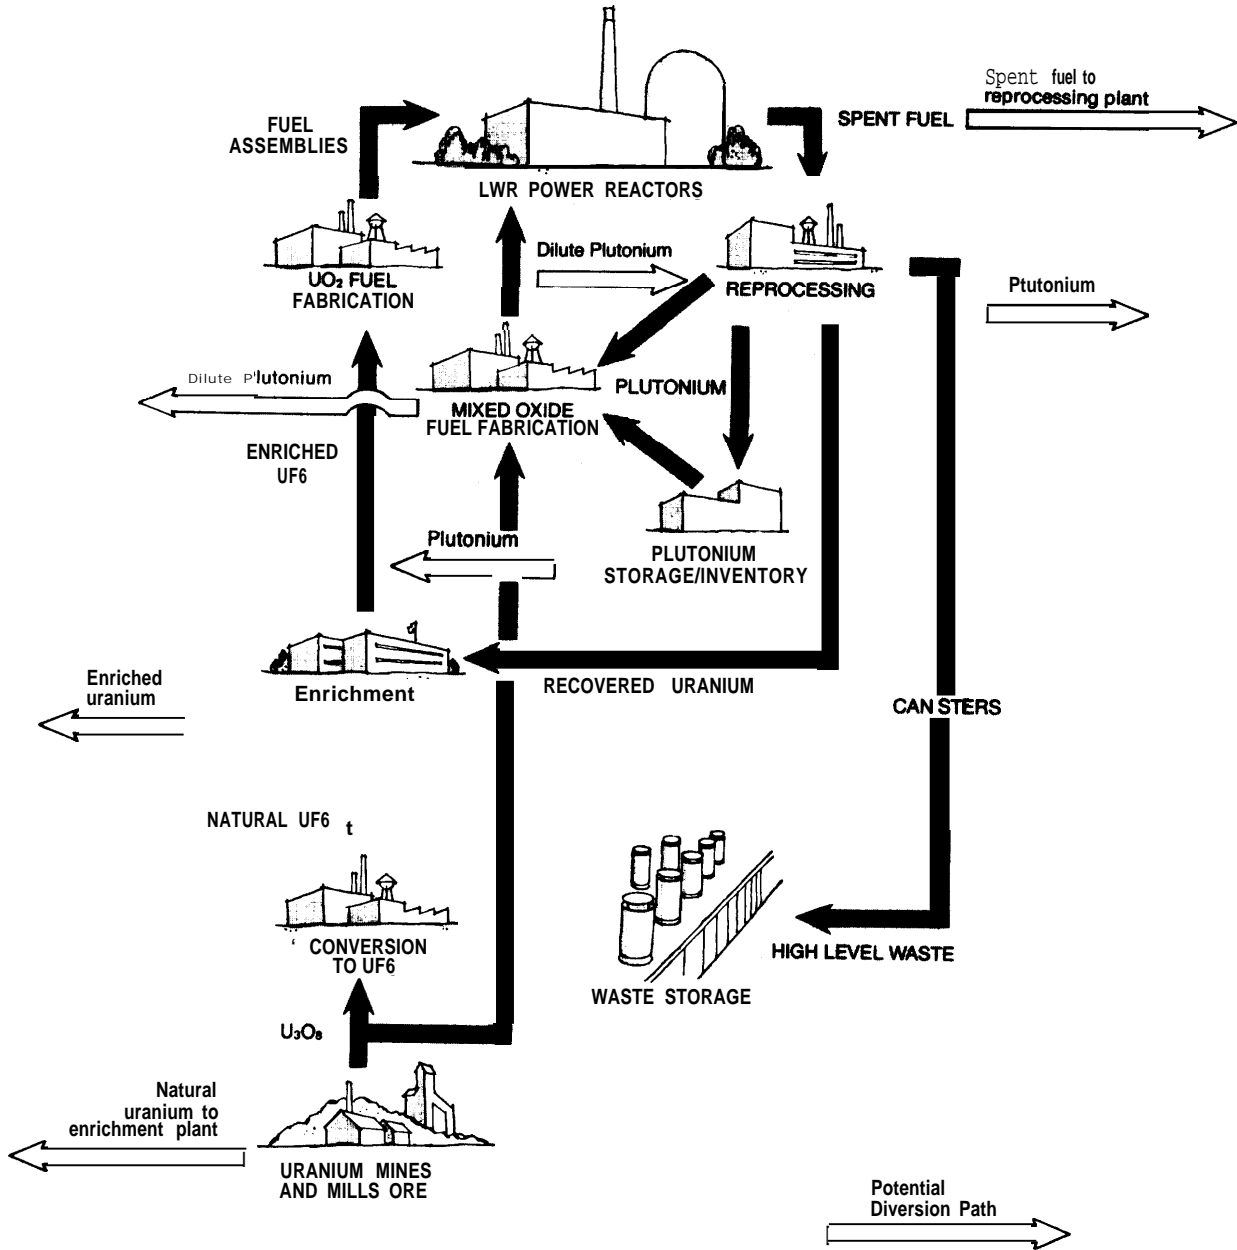 Spent fuel to
reprocessing plant
FUEL
ASSEMBLIES
SPENT FUEL
LWR POWER REACTORS
Dilute Plutonium
UO₂ FUEL
FABRICATION
REPROCESSING
Ptutonium
Dilute P'lutonium
PLUTONIUM
MIXED OXIDE
FUEL FABRICATION
ENRICHED
UF6
Plutonium
PLUTONIUM
STORAGE/INVENTORY
Enriched
uranium
Enrichment
RECOVERED URANIUM
CAN STERS
NATURAL UF6 t
CONVERSION
TO UF6
HIGH LEVEL WASTE
WASTE STORAGE
U₃O₈
Natural
uranium to
enrichment plant
URANIUM MINES
AND MILLS ORE
Potential
Diversion Path